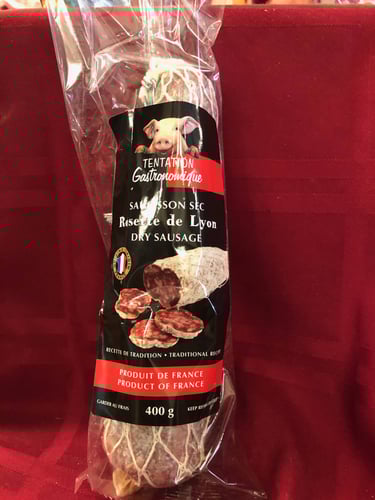 TENTATION
Gastronomique
SAUCISSON SEC
Rosette de Lyon
DRY SAUSAGE
RECETTE DE TRADITION • TRADITIONAL RECIPE
PRODUIT DE FRANCE
PRODUCT OF FRANCE
GARDER AU FRAIS
400 g
KEEP REFRIGERATED